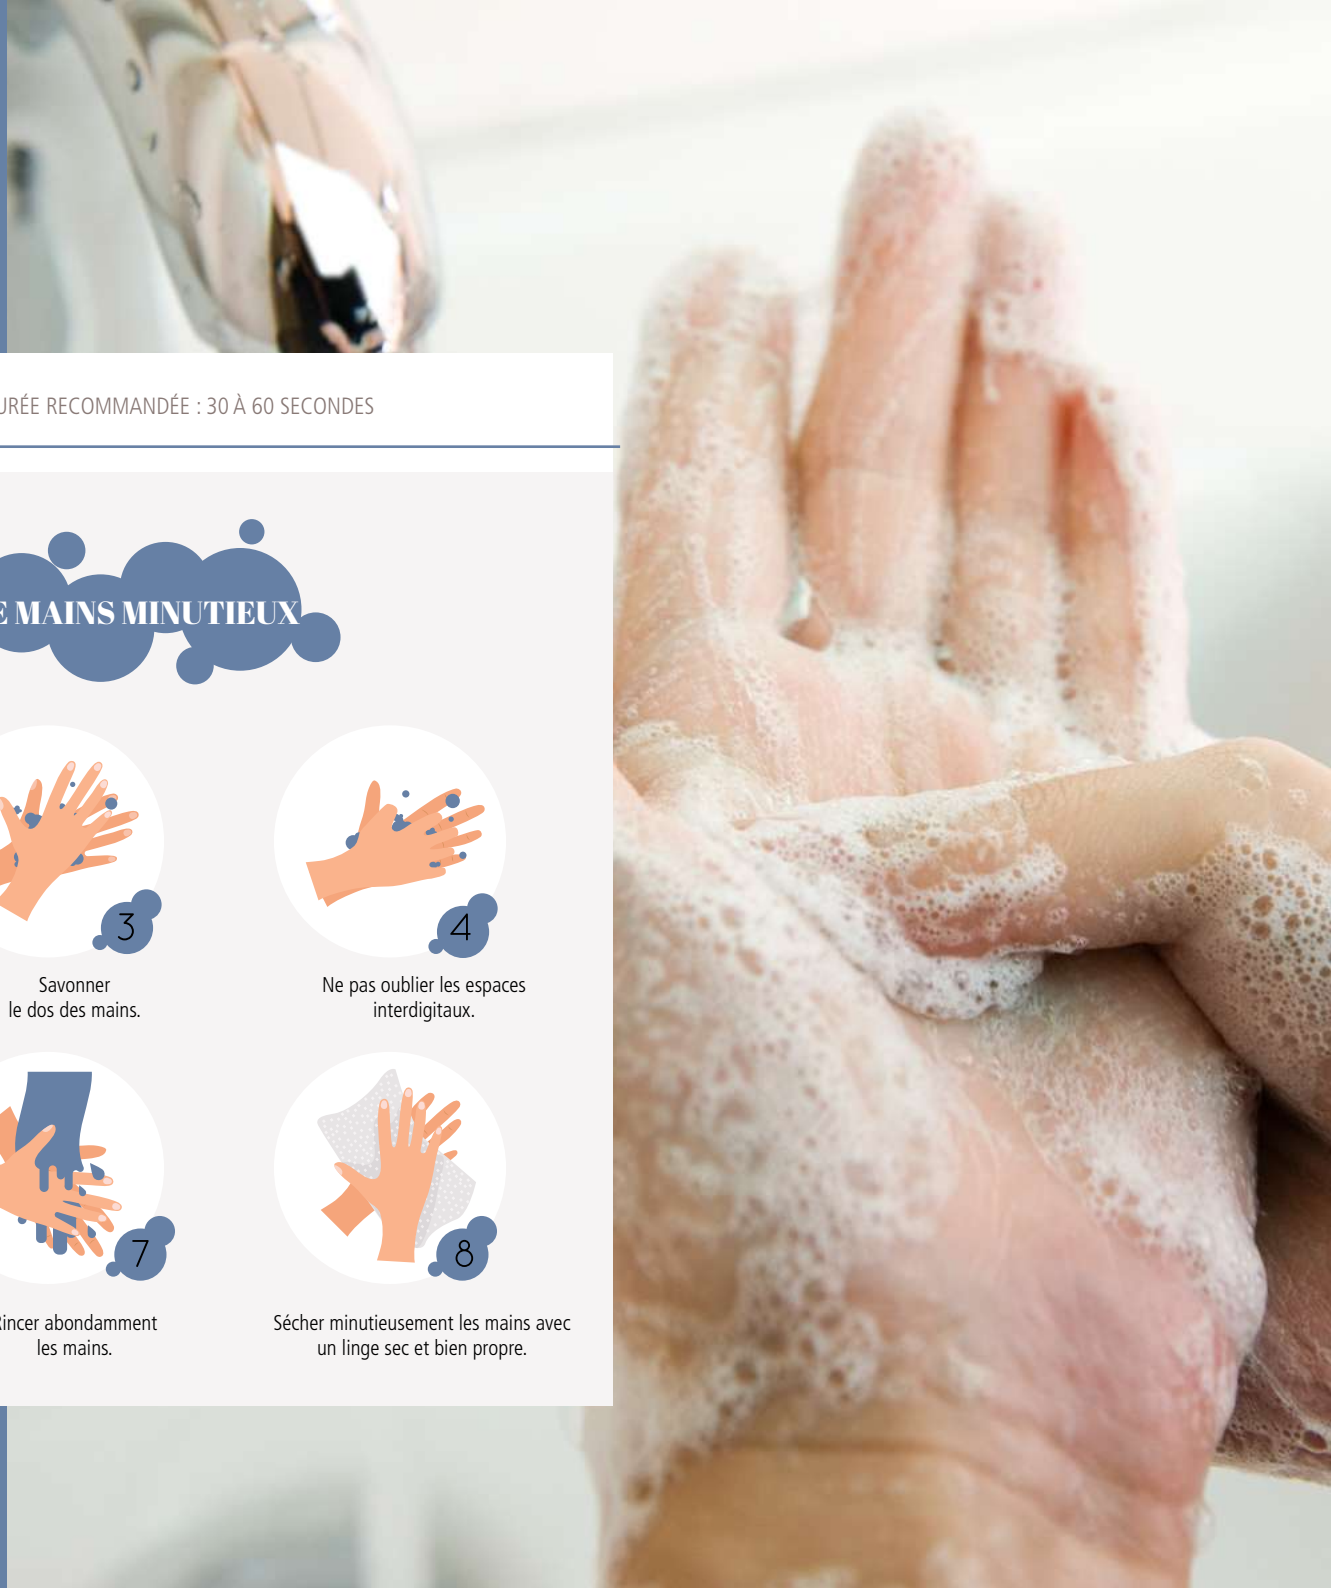 URÉE RECOMMANDÉE : 30 À 60 SECONDES
E MAINS MINUTIEUX
3
4
Savonner
le dos des mains.
Ne pas oublier les espaces
interdigitaux.
7
8
Rincer abondamment
les mains.
Sécher minutieusement les mains avec
un linge sec et bien propre.